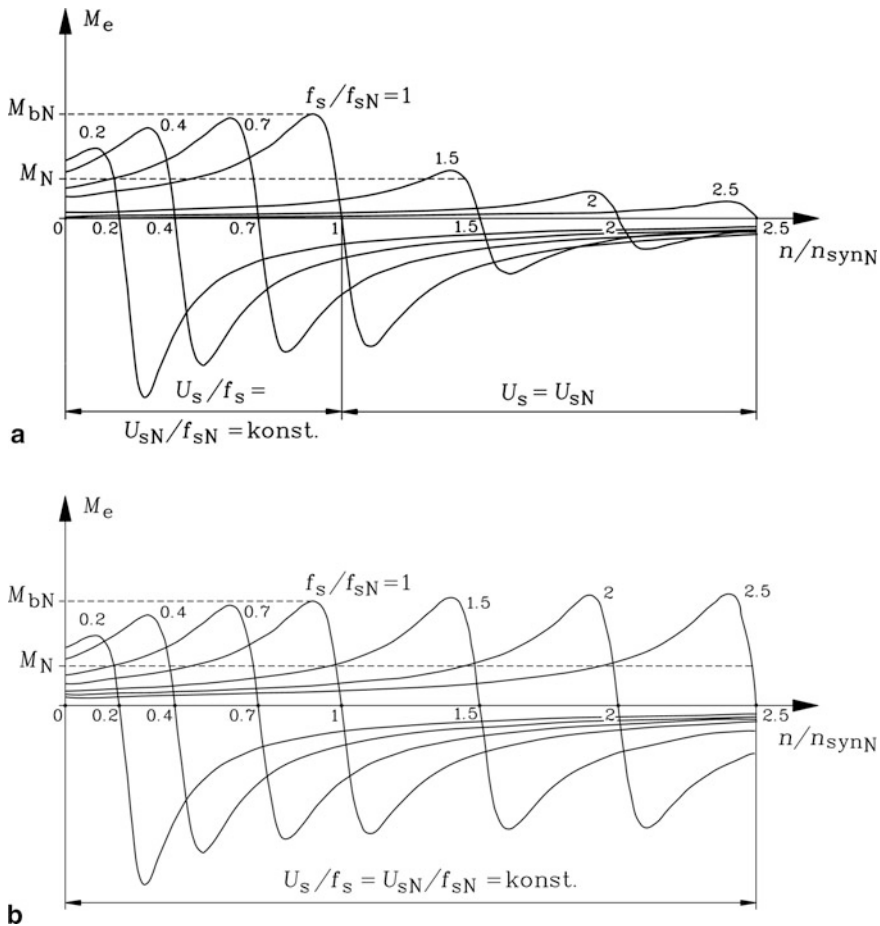 M_e
M_bN
f_s/f_sN=1
0.2
0.4
0.7
1.5
M_N
2
2.5
0 0.2 0.4 0.7 1 1.5 2 2.5
n/n_synN
U_s/f_s=
U_sN/f_sN=konst.
U_s=U_sN
a
M_e
M_bN
f_s/f_sN=1
0.2 0.4 0.7 1.5 2 2.5
M_N
0 0.2 0.4 0.7 1 1.5 2 2.5
n/n_synN
U_s/f_s=U_sN/f_sN=konst.
b